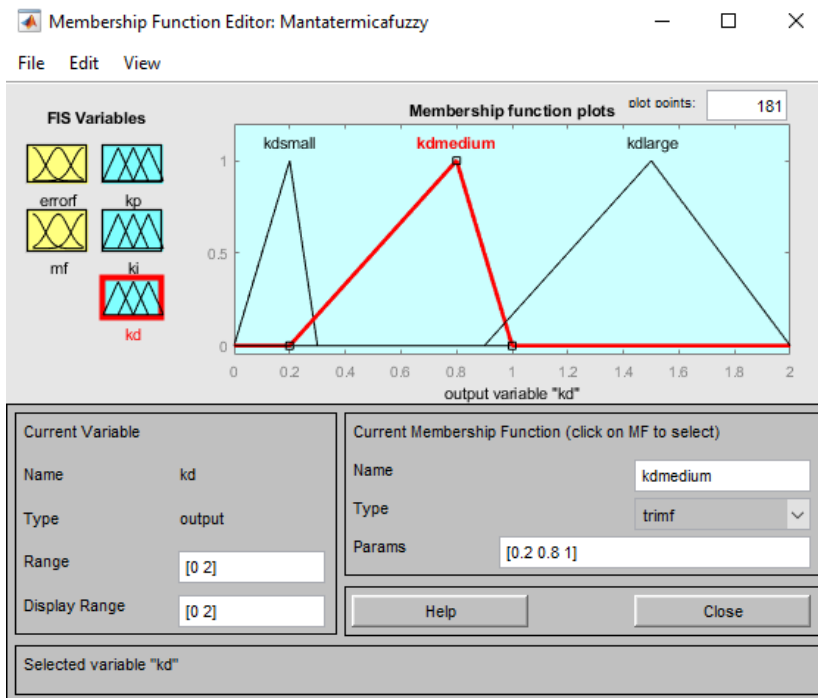 Membership Function Editor: Mantatermicafuzzy
File Edit View
FIS Variables
errorf
kp
mf
ki
kd
Membership function plots
plot points:
181
kdsmall
kdmedium
kdlarge
1
0.5
0
0 0.2 0.4 0.6 0.8 1 1.2 1.4 1.6 1.8 2
output variable "kd"
Current Variable
Name kd
Type output
Range [0 2]
Display Range [0 2]
Current Membership Function (click on MF to select)
Name kdmedium
Type trimf
Params [0.2 0.8 1]
Help Close
Selected variable "kd"